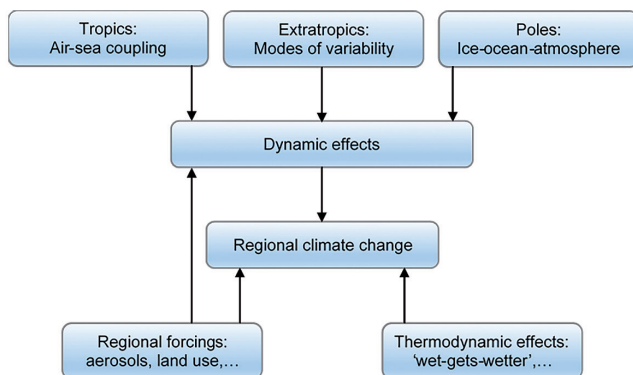 Tropics:
Air-sea coupling
Extratropics:
Modes of variability
Poles:
Ice-ocean-atmosphere
Dynamic effects
Regional climate change
Regional forcings:
aerosols, land use,...
Thermodynamic effects:
‘wet-gets-wetter’,...